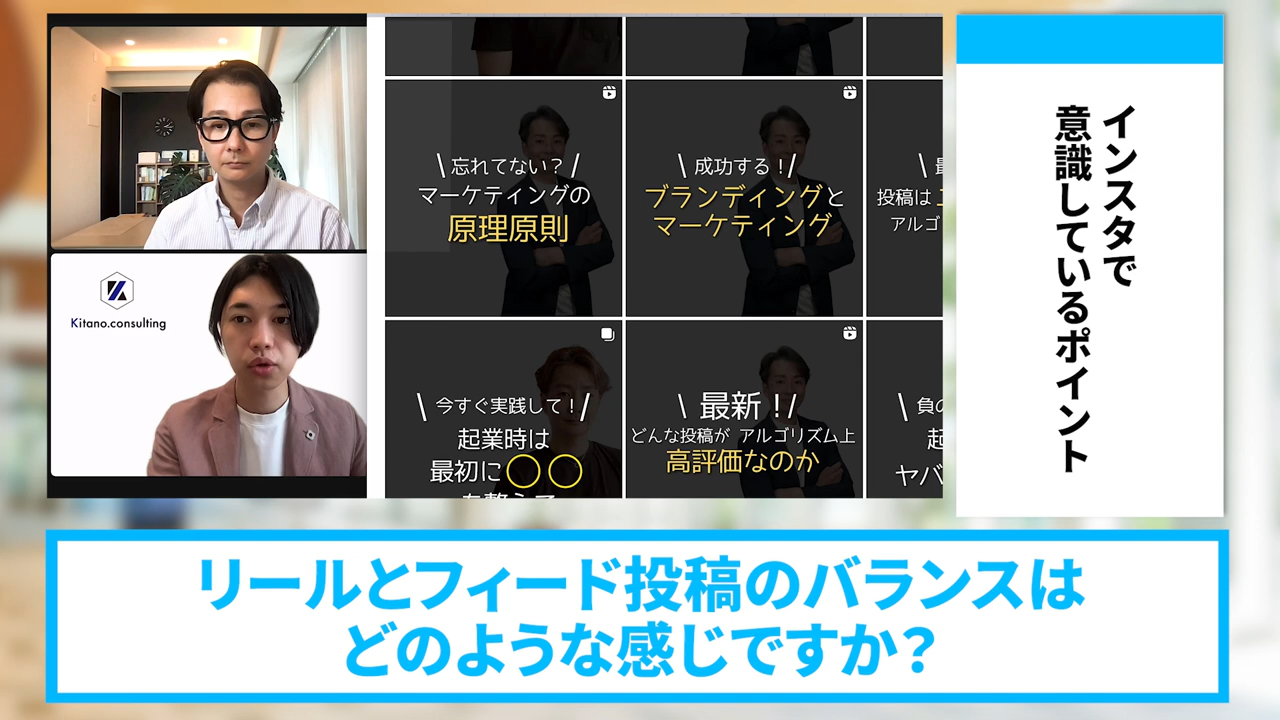 Kitano.consulting
\ 忘れてない？ /
マーケティングの
原理原則
\ 成功する！ /
ブランディングと
マーケティング
投稿は
アルゴ
\ 今すぐ実践して！ /
起業時は
最初に〇〇
\ 最新！ /
どんな投稿が アルゴリズム上
高評価なのか
負の
起
ヤバ
インスタで
意識しているポイント
リールとフィード投稿のバランスは
どのような感じですか？